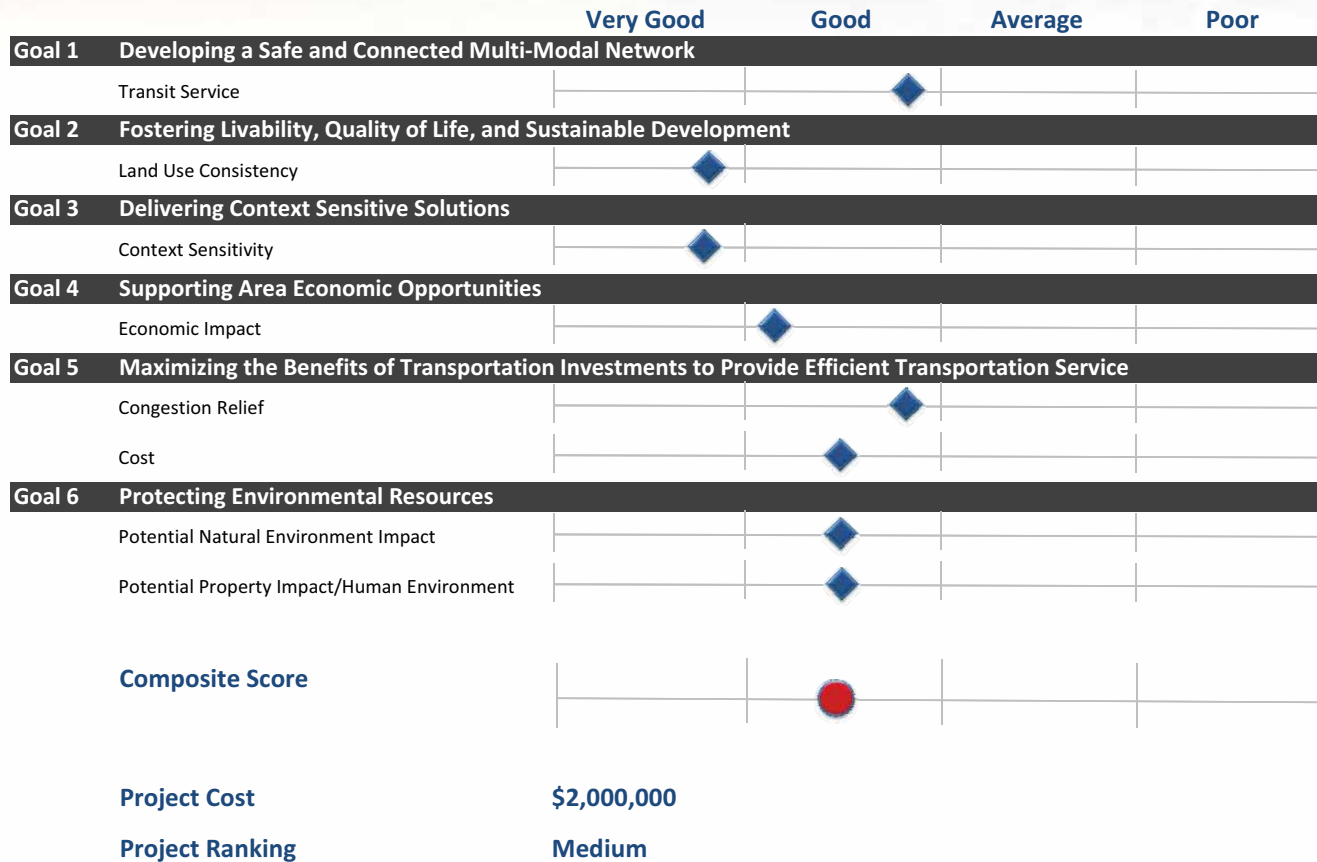 Very Good Good Average Poor
Goal 1 Developing a Safe and Connected Multi-Modal Network
Transit Service
Goal 2 Fostering Livability, Quality of Life, and Sustainable Development
Land Use Consistency
Goal 3 Delivering Context Sensitive Solutions
Context Sensitivity
Goal 4 Supporting Area Economic Opportunities
Economic Impact
Goal 5 Maximizing the Benefits of Transportation Investments to Provide Efficient Transportation Service
Congestion Relief
Cost
Goal 6 Protecting Environmental Resources
Potential Natural Environment Impact
Potential Property Impact/Human Environment
Composite Score
Project Cost $2,000,000
Project Ranking Medium